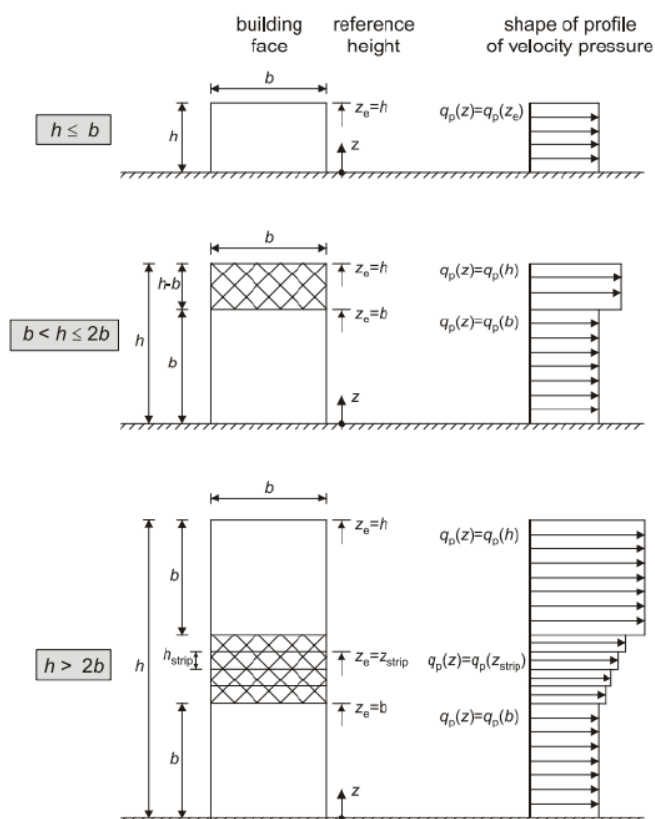 building face
reference height
shape of profile of velocity pressure
h ≤ b
b
h
z_e=h
z
q_p(z)=q_p(z_e)
b < h ≤ 2b
b
h
h-b
b
z_e=h
z_e=b
z
q_p(z)=q_p(h)
q_p(z)=q_p(b)
h > 2b
b
h
b
h_strip
b
z_e=h
z_e=z_strip
z_e=b
z
q_p(z)=q_p(h)
q_p(z)=q_p(z_strip)
q_p(z)=q_p(b)